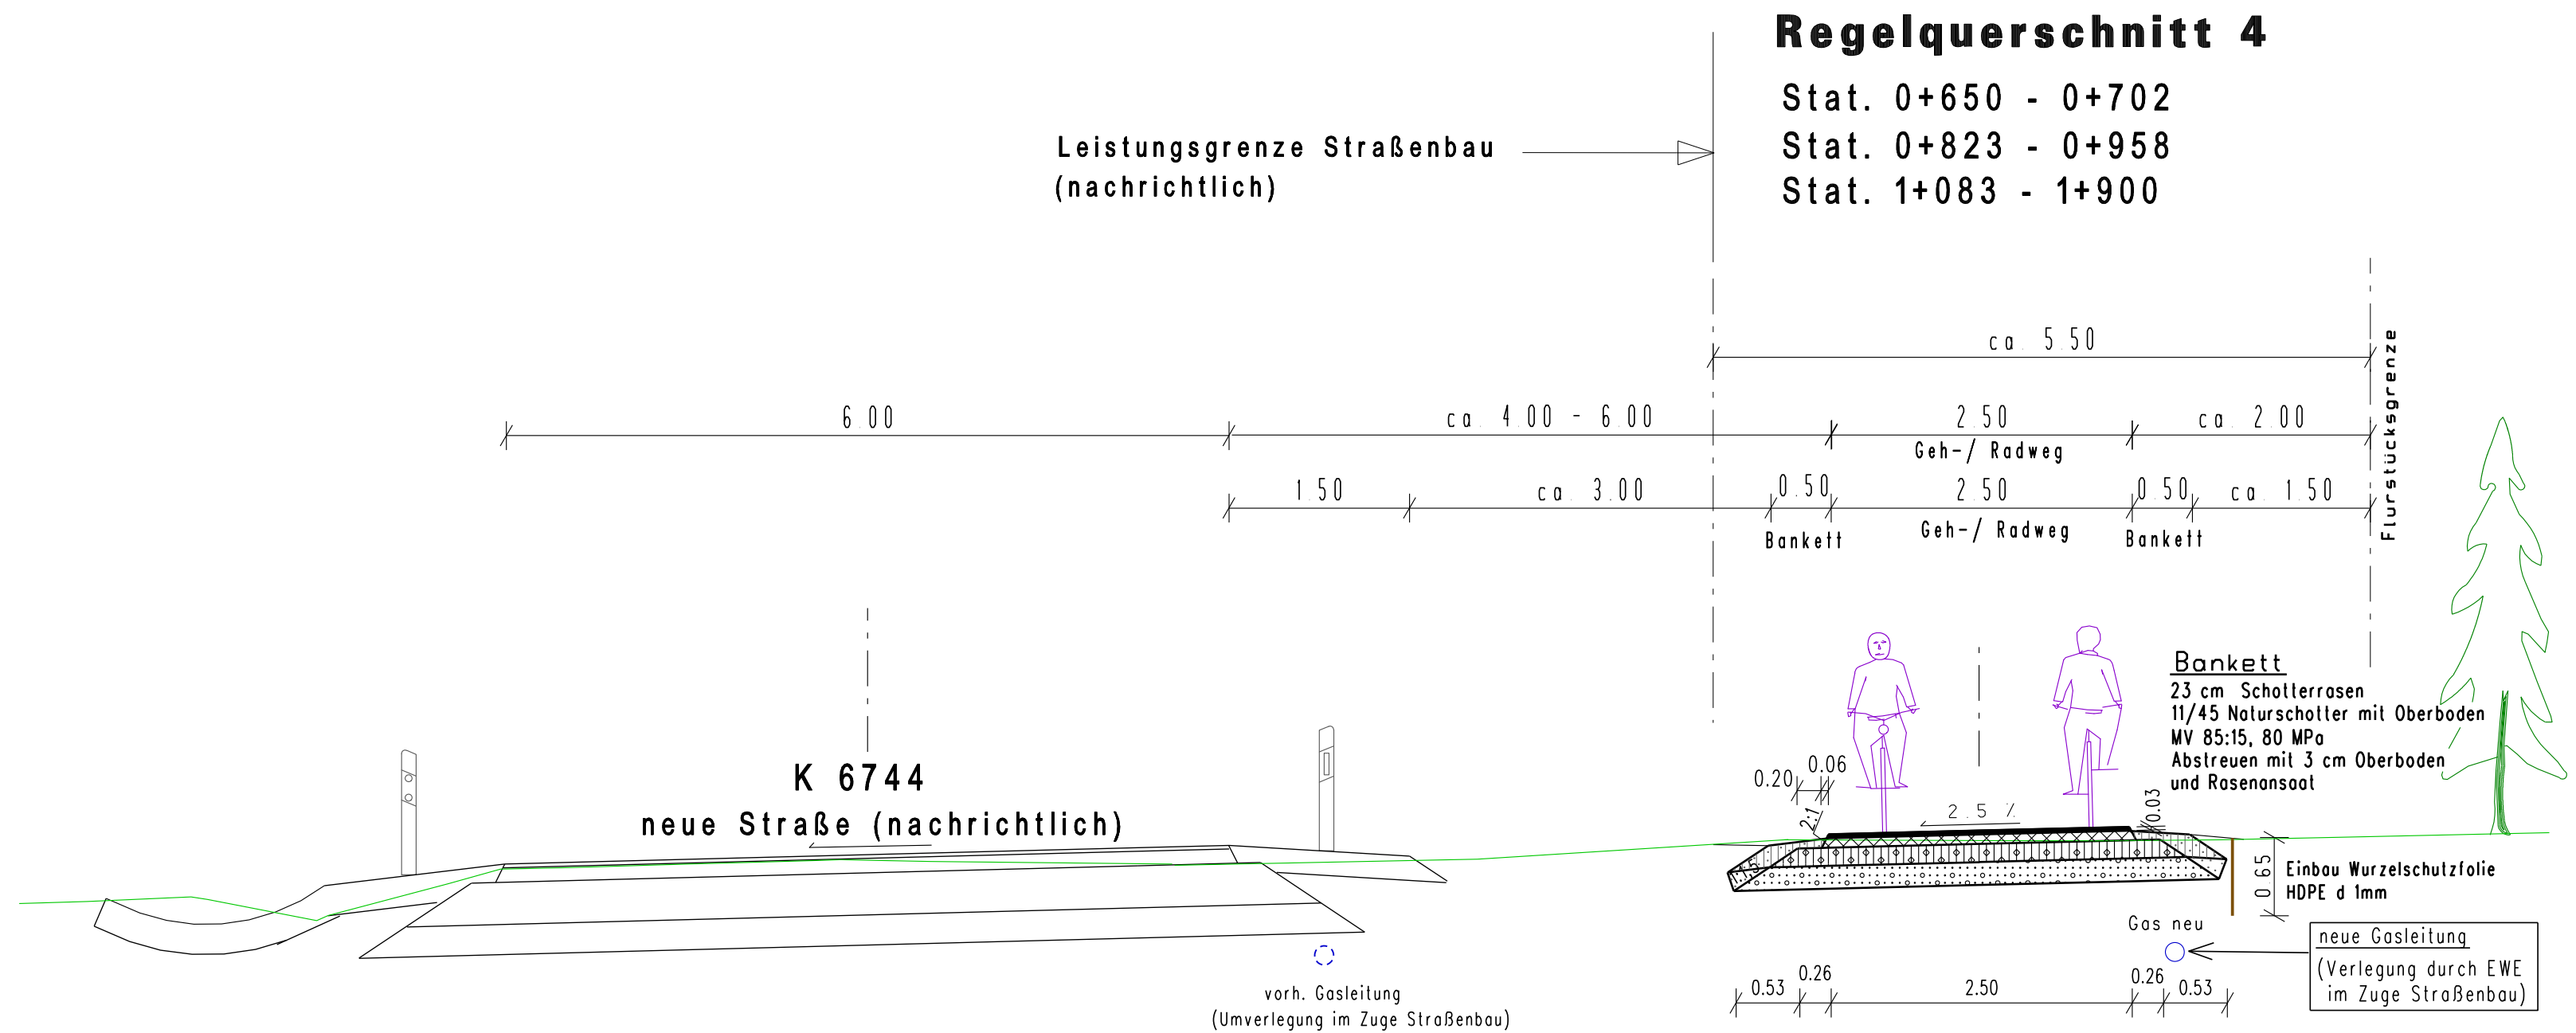 Regelquerschnitt 4
Stat. 0+650 - 0+702
Stat. 0+823 - 0+958
Stat. 1+083 - 1+900
Leistungsgrenze Straßenbau
(nachrichtlich)
ca. 5.50
Flurstücksgrenze
6.00
ca. 4.00 - 6.00
2.50
ca. 2.00
Geh-/ Radweg
1.50
ca. 3.00
0.50
2.50
0.50
ca. 1.50
Bankett
Geh-/ Radweg
Bankett
K 6744
neue Straße (nachrichtlich)
Bankett
23 cm Schotterrasen
11/45 Naturschotter mit Oberboden
MV 85:15, 80 MPa
Abstreuen mit 3 cm Oberboden
und Rasenansaat
0.20
0.06
2:1
2.5 %
0.03
0.65
Einbau Wurzelschutzfolie
HDPE d 1mm
Gas neu
neue Gasleitung
(Verlegung durch EWE
im Zuge Straßenbau)
vorh. Gasleitung
(Umverlegung im Zuge Straßenbau)
0.53
0.26
2.50
0.26
0.53